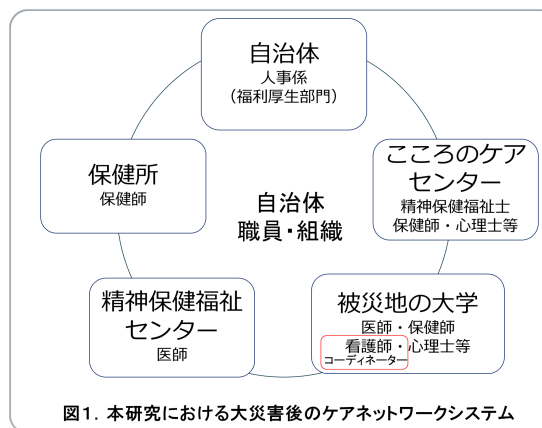 自治体
人事係
（福利厚生部門）
こころのケア
センター
精神保健福祉士
保健師・心理士等
保健所
保健師
自治体
職員・組織
精神保健福祉
センター
医師
被災地の大学
医師・保健師
看護師・心理士等
コーディネーター
図1．本研究における大災害後のケアネットワークシステム